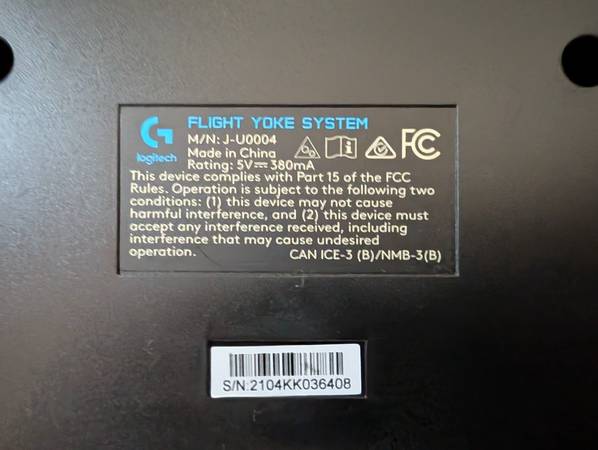 FLIGHT YOKE SYSTEM
logitech
M/N: J-U0004
Made in China
FC
Rating: 5V⎓380mA
This device complies with Part 15 of the FCC
Rules. Operation is subject to the following two
conditions: (1) this device may not cause
harmful interference, and (2) this device must
accept any interference received, including
interference that may cause undesired
operation.
CAN ICE-3 (B)/NMB-3(B)
S/N:2104KK036408